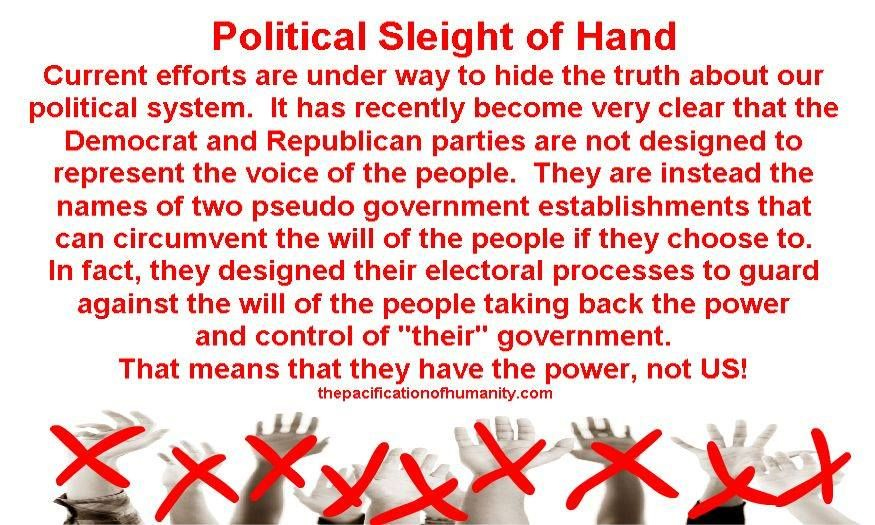 Political Sleight of Hand
Current efforts are under way to hide the truth about our
political system.  It has recently become very clear that the
Democrat and Republican parties are not designed to
represent the voice of the people.  They are instead the
names of two pseudo government establishments that
can circumvent the will of the people if they choose to.
In fact, they designed their electoral processes to guard
against the will of the people taking back the power
and control of "their" government.
That means that they have the power, not US!
thepacificationofhumanity.com